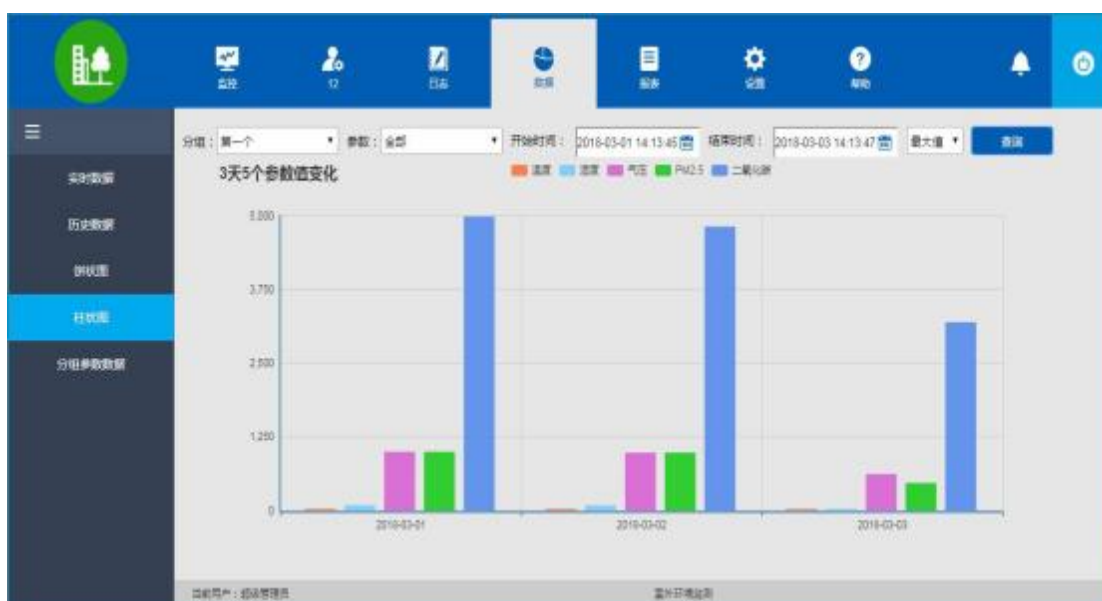 监控 12 日志 数据 报表 设置 帮助
分组： 第一个 参数： 全部 开始时间： 2018-03-01 14:13:45 结束时间： 2018-03-03 14:13:47 最大值 查询
3天5个参数值变化
温度 湿度 气压 PM2.5 二氧化碳
实时数据
历史数据
饼状图
柱状图
分组参数数据
5,000
3,750
2,500
1,250
0
2018-03-01 2018-03-02 2018-03-03
当前用户：超级管理员 室外环境监测